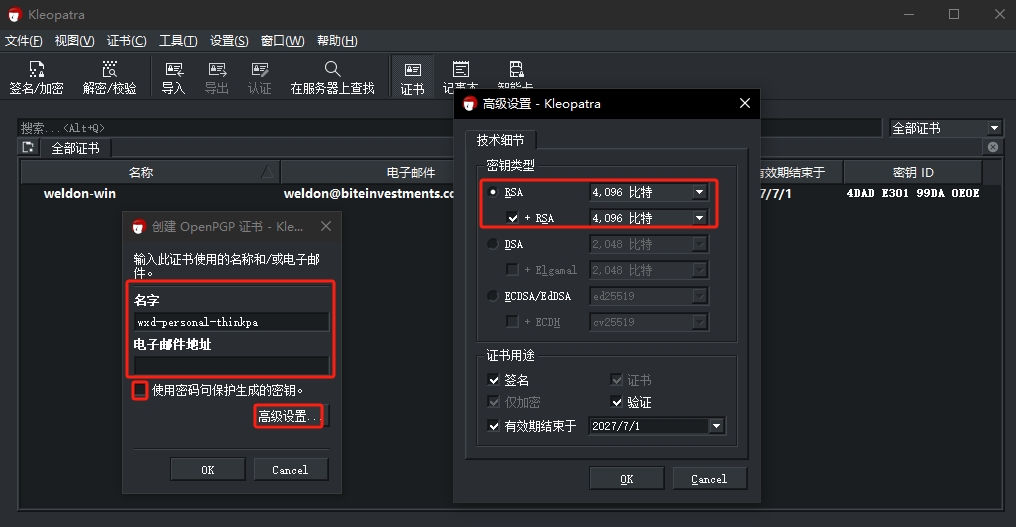 Kleopatra
文件(F) 视图(V) 证书(C) 工具(T) 设置(S) 窗口(W) 帮助(H)
签名/加密 解密/校验 导入 导出 认证 在服务器上查找 证书 记事本 智能卡
搜索...<Alt+Q> 全部证书
全部证书
名称 电子邮件 有效期结束于 密钥 ID
weldon-win weldon@biteinvestments.co 7/7/1 4DAD E301 99DA 0E0E
创建 OpenPGP 证书 - Kle...
输入此证书使用的名称和/或电子邮
件。
名字
wxd-personal-thinkpa
电子邮件地址
使用密码句保护生成的密钥。
高级设置...
OK Cancel
高级设置 - Kleopatra
技术细节
密钥类型
RSA 4,096 比特
+ RSA 4,096 比特
DSA 2,048 比特
+ Elgamal 2,048 比特
ECDSA/EdDSA ed25519
+ ECDH cv25519
证书用途
签名 证书
仅加密 验证
有效期结束于 2027/7/1
OK Cancel